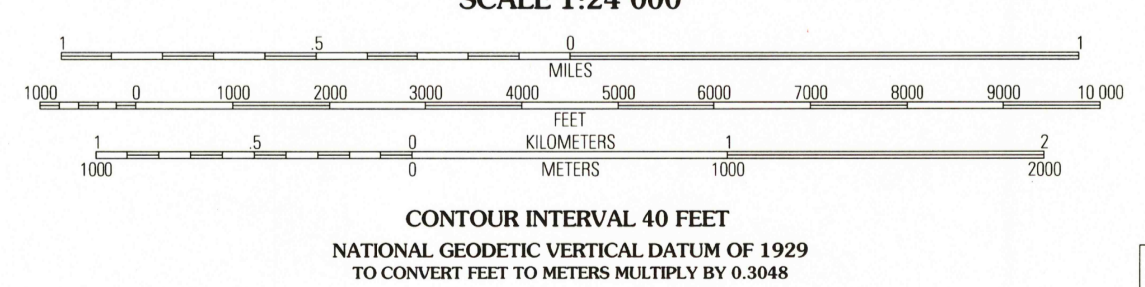 SCALE 1:24 000
1 .5 0 1
MILES
1000 0 1000 2000 3000 4000 5000 6000 7000 8000 9000 10 000
FEET
1 .5 0 KILOMETERS 1 2
1000 0 METERS 1000 2000
CONTOUR INTERVAL 40 FEET
NATIONAL GEODETIC VERTICAL DATUM OF 1929
TO CONVERT FEET TO METERS MULTIPLY BY 0.3048